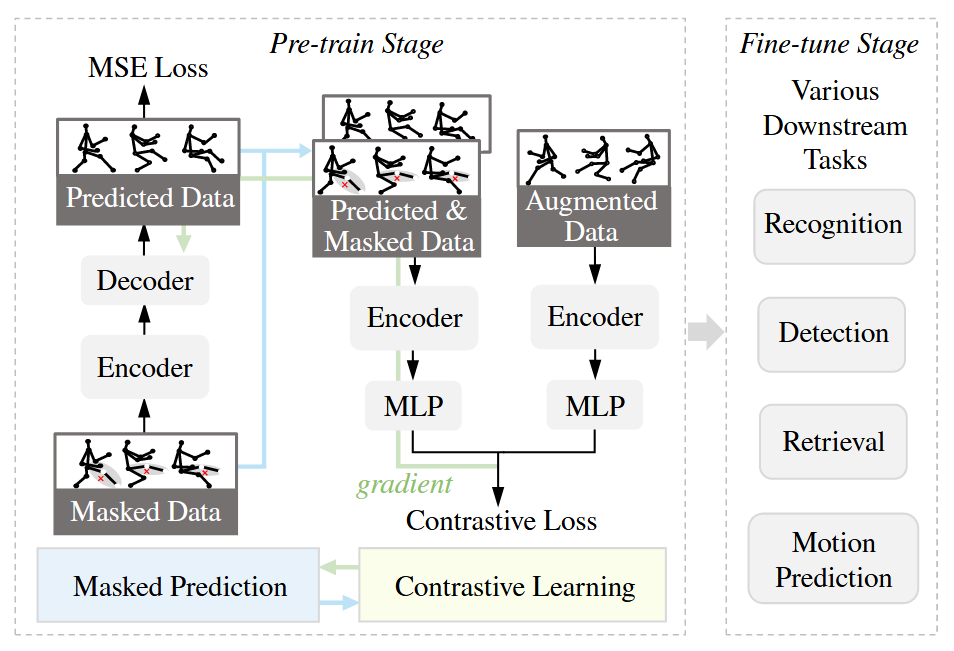 Pre-train Stage
MSE Loss
Predicted Data
Decoder
Encoder
Masked Data
Predicted &
Masked Data
Encoder
MLP
Augmented
Data
Encoder
MLP
gradient
Contrastive Loss
Masked Prediction
Contrastive Learning
Fine-tune Stage
Various
Downstream
Tasks
Recognition
Detection
Retrieval
Motion
Prediction